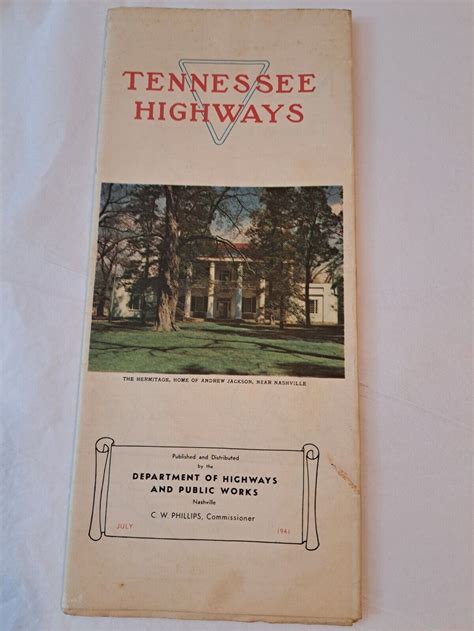 TENNESSEE
HIGHWAYS
THE HERMITAGE, HOME OF ANDREW JACKSON, NEAR NASHVILLE
Published and Distributed
by the
DEPARTMENT OF HIGHWAYS
AND PUBLIC WORKS
Nashville
C. W. PHILLIPS, Commissioner
JULY 1941